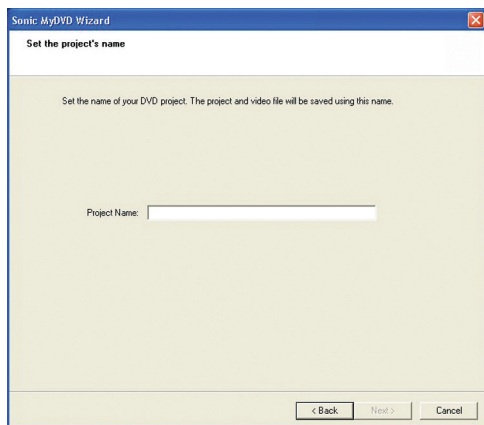 Sonic MyDVD Wizard
Set the project's name
Set the name of your DVD project. The project and video file will be saved using this name.
Project Name:
< Back Next > Cancel